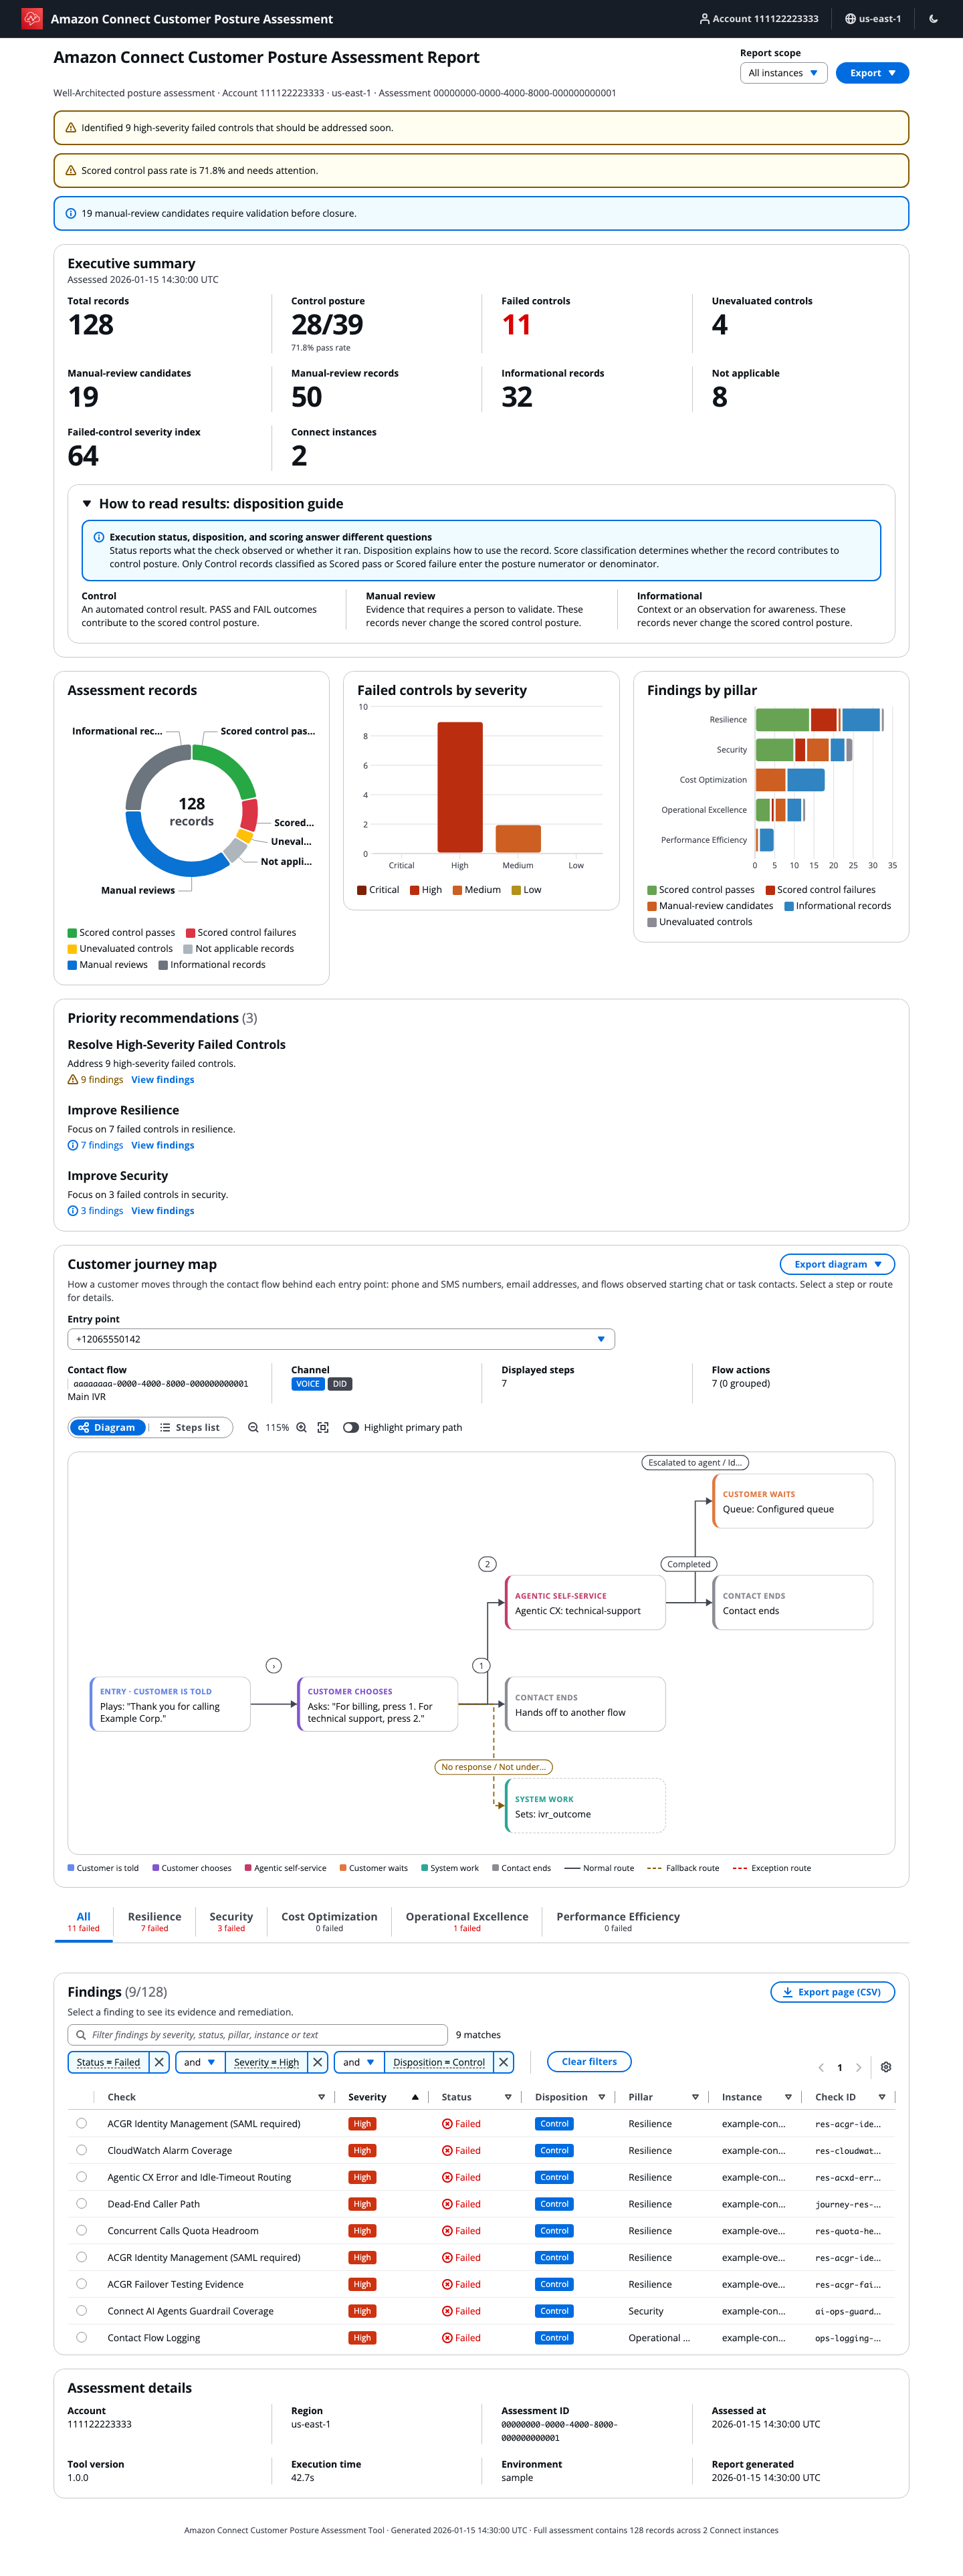 Amazon Connect Customer Posture Assessment
Account 111122223333
us-east-1
Amazon Connect Customer Posture Assessment Report
Report scope
All instances
Export
Well-Architected posture assessment · Account 111122223333 · us-east-1 · Assessment 00000000-0000-4000-8000-000000000001
Identified 9 high-severity failed controls that should be addressed soon.
Scored control pass rate is 71.8% and needs attention.
19 manual-review candidates require validation before closure.
Executive summary
Assessed 2026-01-15 14:30:00 UTC
Total records
128
Control posture
28/39
71.8% pass rate
Failed controls
11
Unevaluated controls
4
Manual-review candidates
19
Manual-review records
50
Informational records
32
Not applicable
8
Failed-control severity index
64
Connect instances
2
How to read results: disposition guide
Execution status, disposition, and scoring answer different questions
Status reports what the check observed or whether it ran. Disposition explains how to use the record. Score classification determines whether the record contributes to
control posture. Only Control records classified as Scored pass or Scored failure enter the posture numerator or denominator.
Control
An automated control result. PASS and FAIL outcomes
contribute to the scored control posture.
Manual review
Evidence that requires a person to validate. These
records never change the scored control posture.
Informational
Context or an observation for awareness. These
records never change the scored control posture.
Assessment records
Informational rec...
Scored control pas...
128
records
Scored...
Uneval...
Not appli...
Manual reviews
Scored control passes
Scored control failures
Unevaluated controls
Not applicable records
Manual reviews
Informational records
Failed controls by severity
10
8
6
4
2
0
Critical
High
Medium
Low
Critical
High
Medium
Low
Findings by pillar
Resilience
Security
Cost Optimization
Operational Excellence
Performance Efficiency
0 5 10 15 20 25 30 35
Scored control passes
Scored control failures
Manual-review candidates
Informational records
Unevaluated controls
Priority recommendations (3)
Resolve High-Severity Failed Controls
Address 9 high-severity failed controls.
9 findings View findings
Improve Resilience
Focus on 7 failed controls in resilience.
7 findings View findings
Improve Security
Focus on 3 failed controls in security.
3 findings View findings
Customer journey map
Export diagram
How a customer moves through the contact flow behind each entry point: phone and SMS numbers, email addresses, and flows observed starting chat or task contacts. Select a step or route
for details.
Entry point
+12065550142
Contact flow
aaaaaaaa-0000-4000-8000-000000000001
Main IVR
Channel
VOICE DID
Displayed steps
7
Flow actions
7 (0 grouped)
Diagram
Steps list
115%
Highlight primary path
Escalated to agent / Id...
CUSTOMER WAITS
Queue: Configured queue
2
Completed
AGENTIC SELF-SERVICE
Agentic CX: technical-support
CONTACT ENDS
Contact ends
›
1
ENTRY · CUSTOMER IS TOLD
Plays: "Thank you for calling
Example Corp."
CUSTOMER CHOOSES
Asks: "For billing, press 1. For
technical support, press 2."
CONTACT ENDS
Hands off to another flow
No response / Not under...
SYSTEM WORK
Sets: ivr_outcome
Customer is told
Customer chooses
Agentic self-service
Customer waits
System work
Contact ends
Normal route
Fallback route
Exception route
All
11 failed
Resilience
7 failed
Security
3 failed
Cost Optimization
0 failed
Operational Excellence
1 failed
Performance Efficiency
0 failed
Findings (9/128)
Export page (CSV)
Select a finding to see its evidence and remediation.
Filter findings by severity, status, pillar, instance or text
9 matches
Status = Failed
and
Severity = High
and
Disposition = Control
Clear filters
1
Check Severity Status Disposition Pillar Instance Check ID
ACGR Identity Management (SAML required) High Failed Control Resilience example-con... res-acgr-ide...
CloudWatch Alarm Coverage High Failed Control Resilience example-con... res-cloudwat...
Agentic CX Error and Idle-Timeout Routing High Failed Control Resilience example-con... res-acxd-err...
Dead-End Caller Path High Failed Control Resilience example-con... journey-res-...
Concurrent Calls Quota Headroom High Failed Control Resilience example-ove... res-quota-he...
ACGR Identity Management (SAML required) High Failed Control Resilience example-ove... res-acgr-ide...
ACGR Failover Testing Evidence High Failed Control Resilience example-ove... res-acgr-fai...
Connect AI Agents Guardrail Coverage High Failed Control Security example-con... ai-ops-guard...
Contact Flow Logging High Failed Control Operational ... example-con... ops-logging-...
Assessment details
Account
111122223333
Region
us-east-1
Assessment ID
00000000-0000-4000-8000-
000000000001
Assessed at
2026-01-15 14:30:00 UTC
Tool version
1.0.0
Execution time
42.7s
Environment
sample
Report generated
2026-01-15 14:30:00 UTC
Amazon Connect Customer Posture Assessment Tool · Generated 2026-01-15 14:30:00 UTC · Full assessment contains 128 records across 2 Connect instances